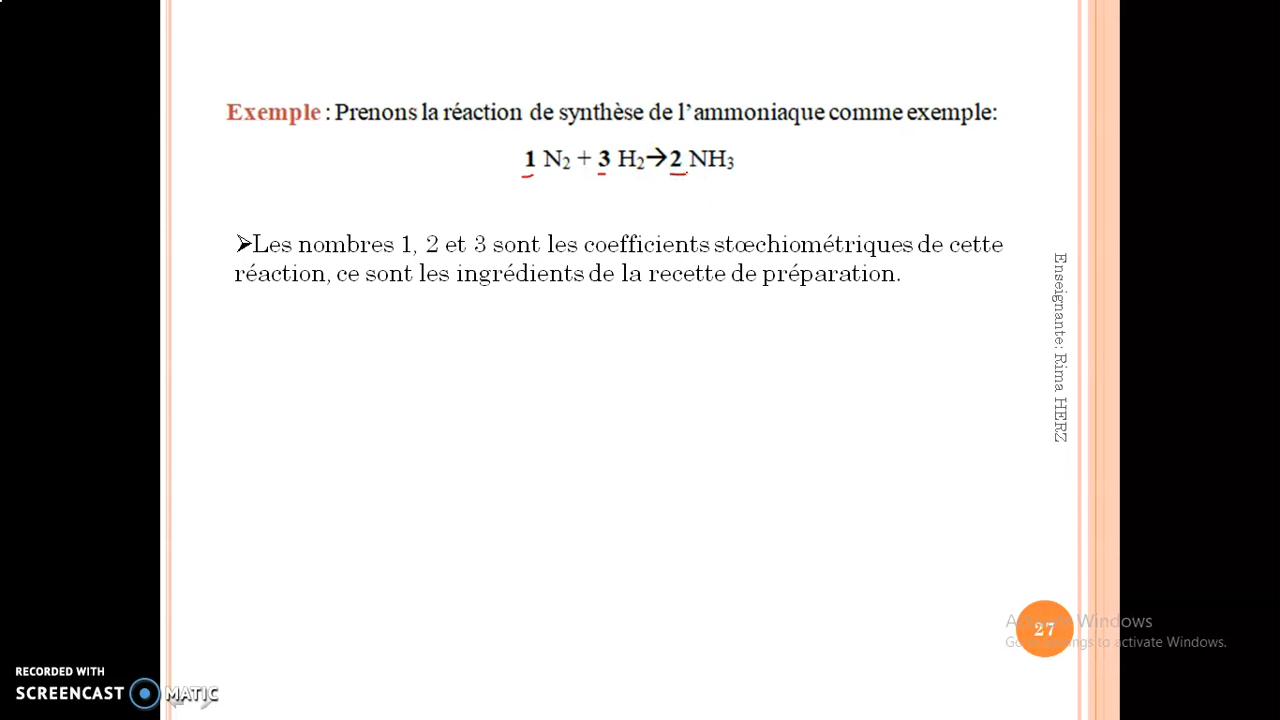 Exemple : Prenons la réaction de synthèse de l'ammoniaque comme exemple:
1 N₂ + 3 H₂→2 NH₃
➢Les nombres 1, 2 et 3 sont les coefficients stœchiométriques de cette
réaction, ce sont les ingrédients de la recette de préparation.
Enseignante: Rima HERZ
27
Windows
to activate Windows.
RECORDED WITH
SCREENCAST MATIC